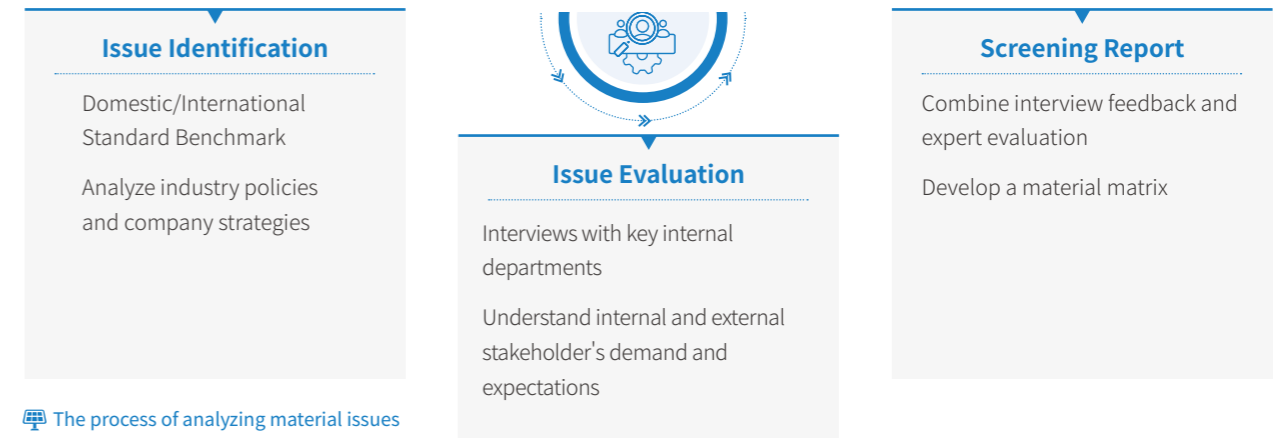 Issue Identification
Domestic/International
Standard Benchmark
Analyze industry policies
and company strategies
Issue Evaluation
Interviews with key internal
departments
Understand internal and external
stakeholder's demand and
expectations
Screening Report
Combine interview feedback and
expert evaluation
Develop a material matrix
The process of analyzing material issues